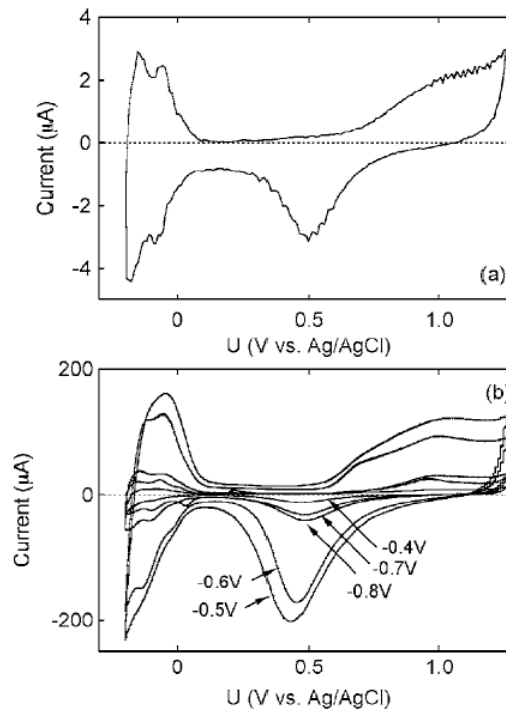 4
2
0
-2
-4
Current (µA)
(a)
0
0.5
1.0
U (V vs. Ag/AgCl)
200
0
-200
Current (µA)
(b)
-0.4V
-0.7V
-0.8V
-0.6V
-0.5V
0
0.5
1.0
U (V vs. Ag/AgCl)